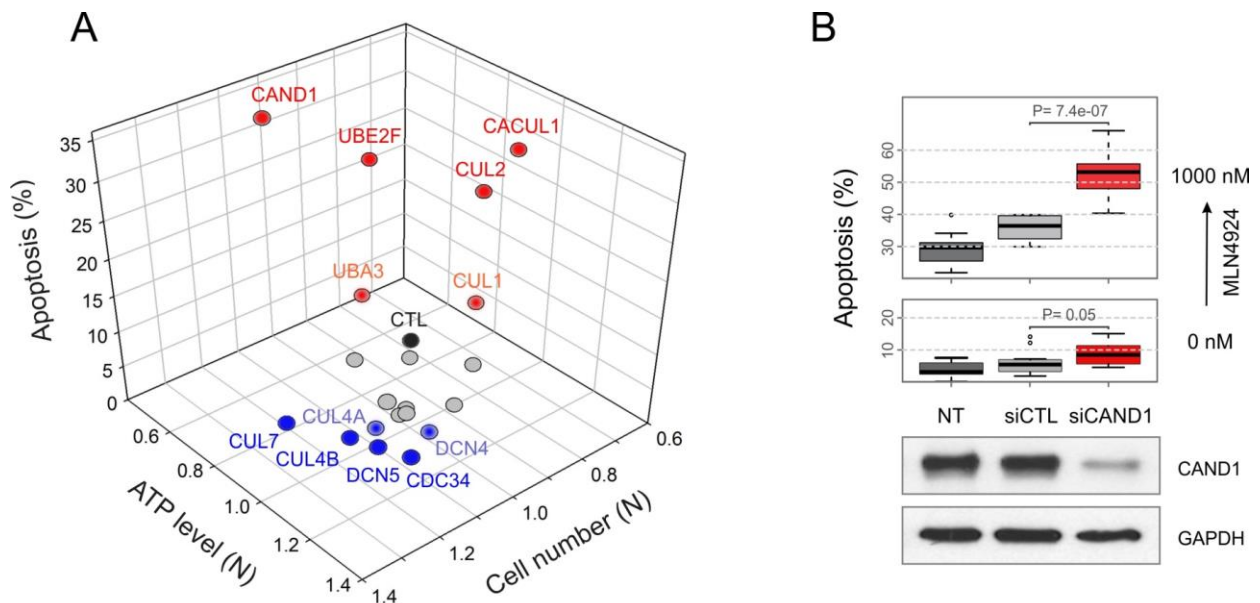 A
CAND1
UBE2F
CACUL1
CUL2
UBA3
CUL1
CTL
CUL4A
CUL7
CUL4B
DCN5
CDC34
DCN4
Apoptosis (%)
35
30
25
20
15
10
5
0
ATP level (N)
0.6
0.8
1.0
1.2
1.4
Cell number (N)
1.4
1.2
1.0
0.8
0.6
B
P= 7.4e-07
Apoptosis (%)
60
50
40
30
P= 0.05
20
10
1000 nM
MLN4924
0 nM
NT siCTL siCAND1
CAND1
GAPDH